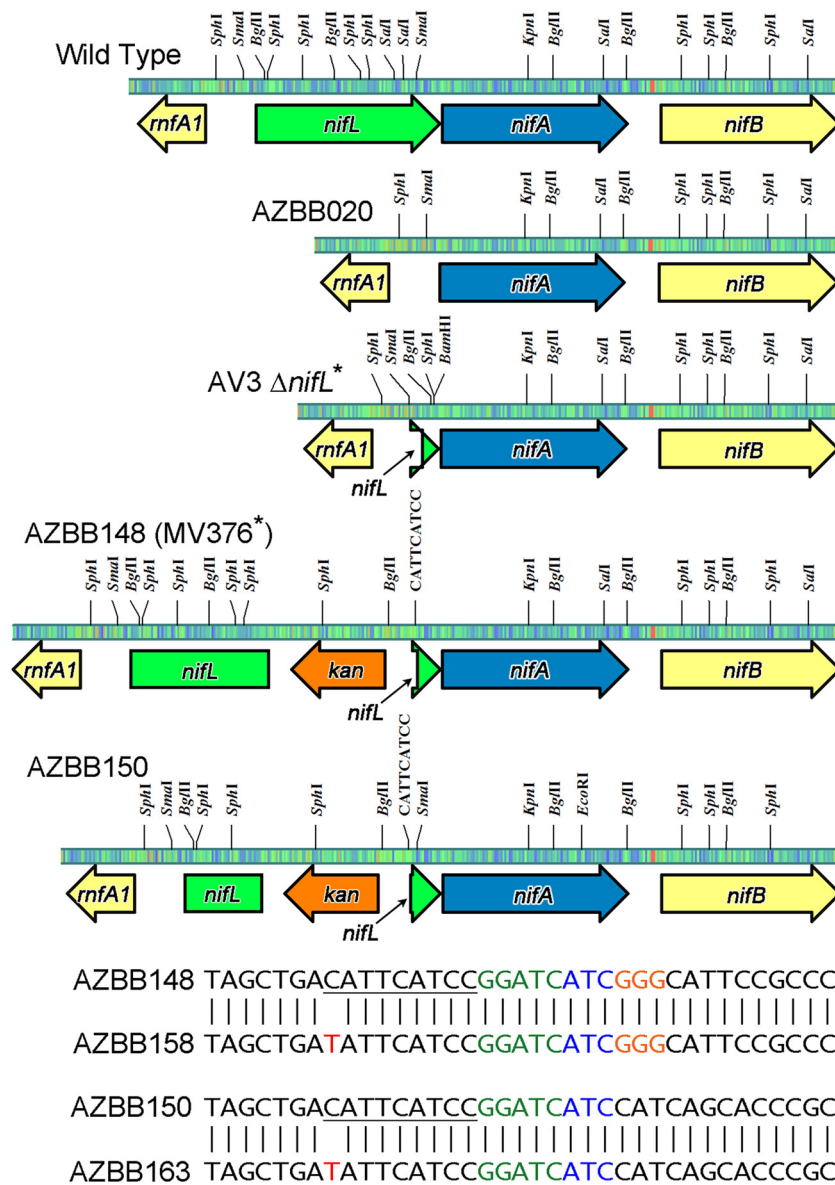 SphI SmaI BglII SphI SphI BglII SphI SphI SalI SalI SmaI KpnI BglII SalI BglII SphI SphI BglII SphI SalI
Wild Type
rnfA1 nifL nifA nifB
SphI SmaI KpnI BglII SalI BglII SphI SphI BglII SphI SalI
AZBB020
rnfA1 nifA nifB
SphI SmaI BglII SphI BamHI KpnI BglII SalI BglII SphI SphI BglII SphI SalI
AV3 ΔnifL*
rnfA1 nifA nifB
nifL
CATTCATCC
AZBB148 (MV376*)
SphI SmaI BglII SphI SphI BglII SphI SphI SphI BglII KpnI BglII SalI BglII SphI SphI BglII SphI SalI
rnfA1 nifL kan nifA nifB
nifL
CATTCATCC
AZBB150
SphI SmaI BglII SphI SphI SphI BglII SmaI KpnI BglII EcoRI BglII SphI SphI BglII SphI
rnfA1 nifL kan nifA nifB
nifL
AZBB148 TAGCTGACATTCATCCGGATCATCGGGCATTCCGCCC
AZBB158 TAGCTGATATTCATCCGGATCATCGGGCATTCCGCCC
AZBB150 TAGCTGACATTCATCCGGATCATCCATCAGCACCCGC
AZBB163 TAGCTGATATTCATCCGGATCATCCATCAGCACCCGC